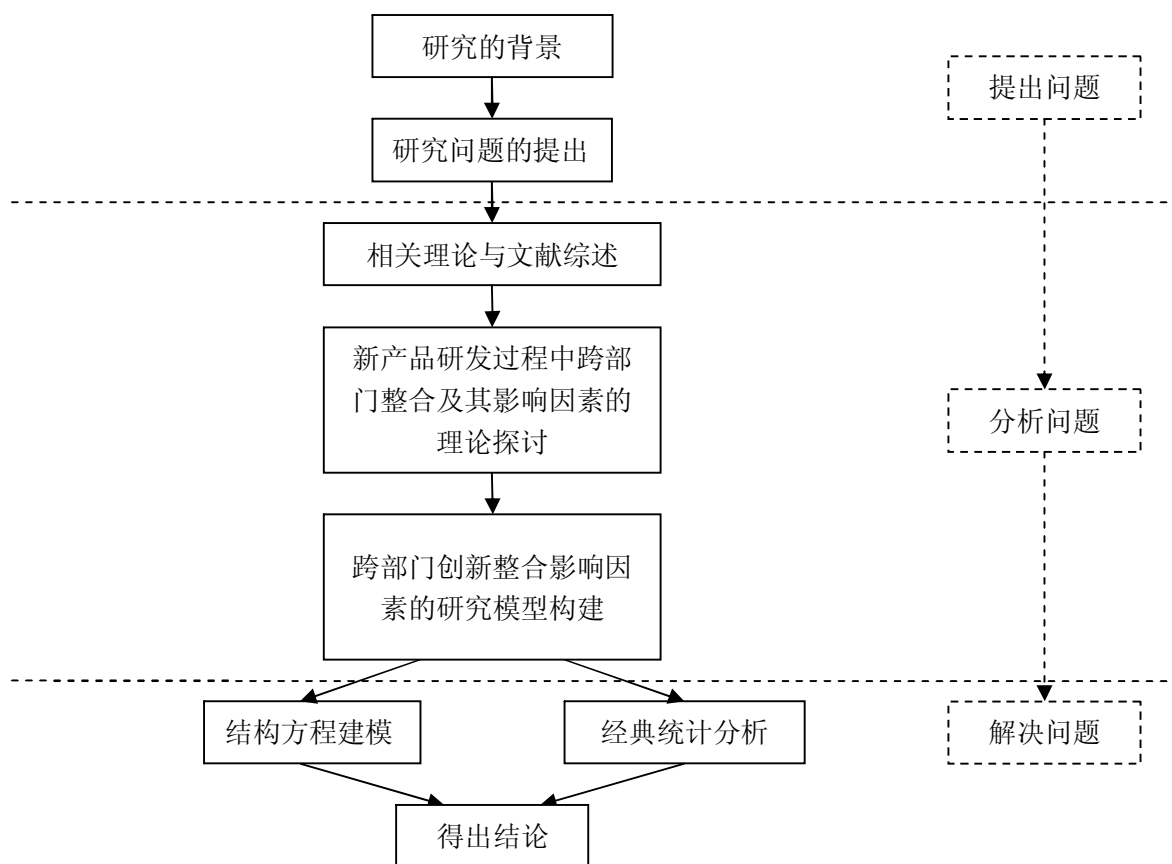 研究的背景
提出问题
研究问题的提出
相关理论与文献综述
新产品研发过程中跨部
门整合及其影响因素的
理论探讨
分析问题
跨部门创新整合影响因
素的研究模型构建
结构方程建模
经典统计分析
解决问题
得出结论